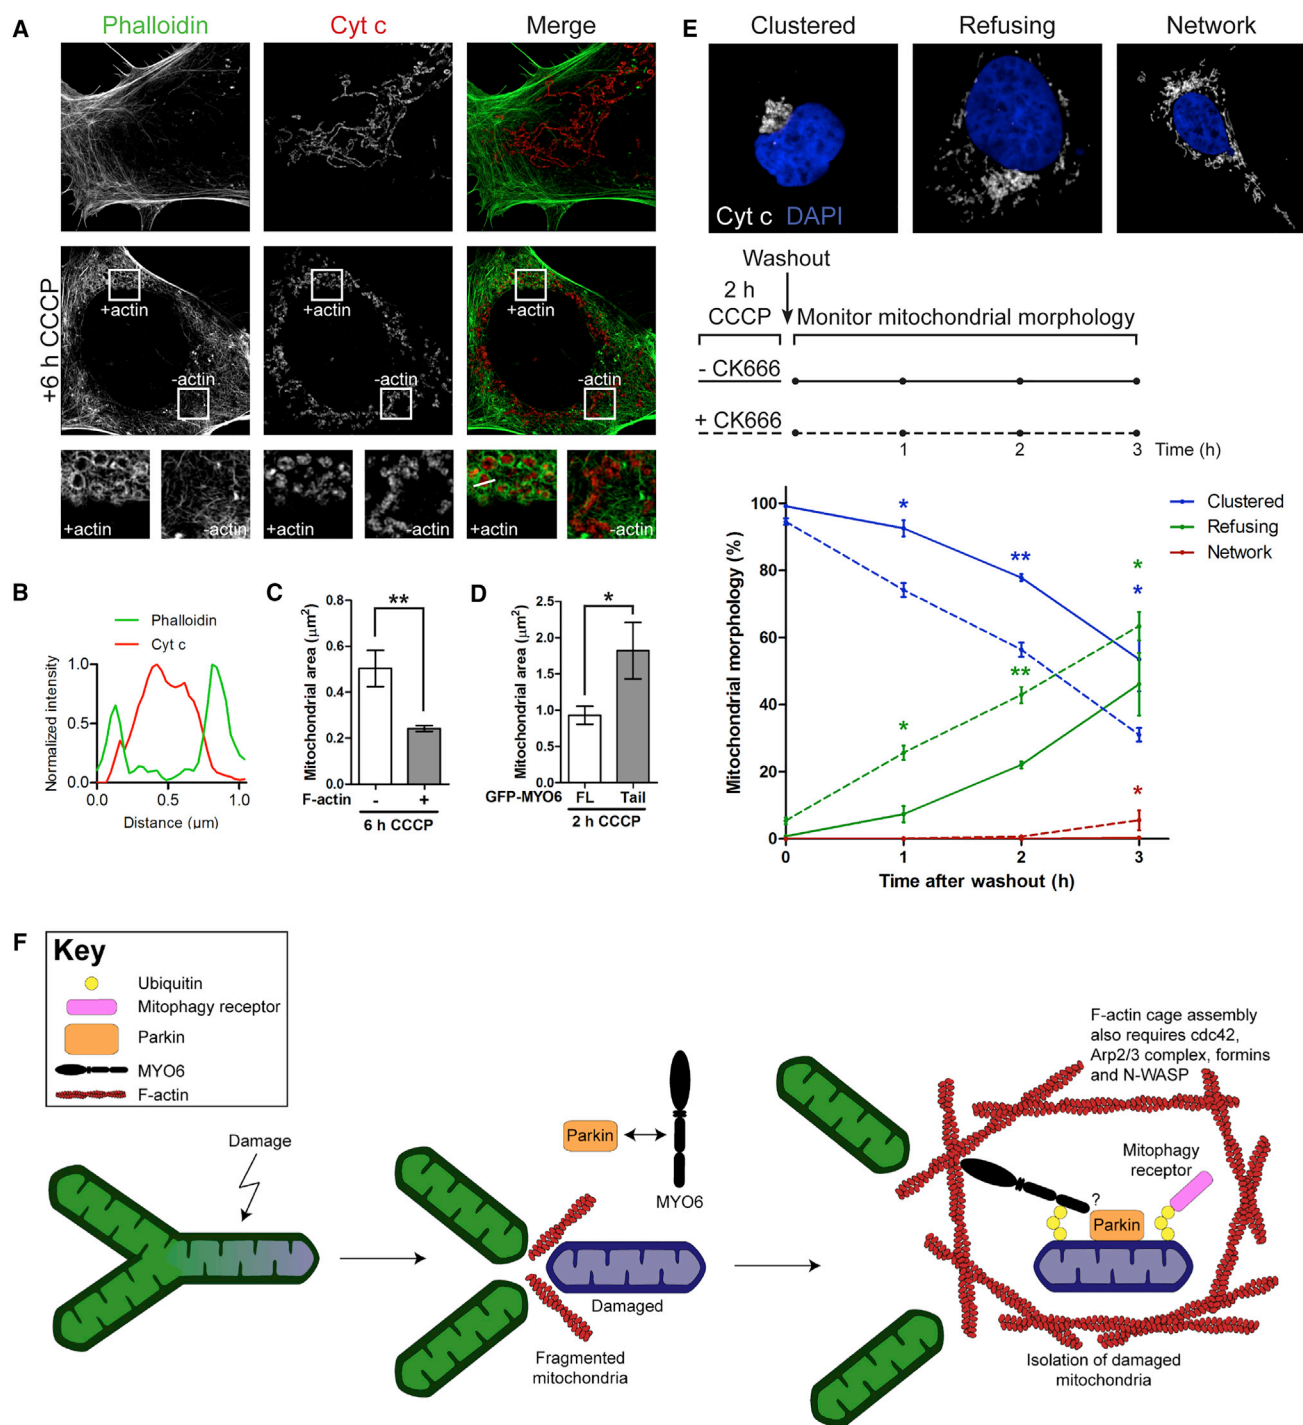 A
Phalloidin
Cyt c
Merge
+6 h CCCP
+actin
-actin
+actin
-actin
+actin
-actin
+actin
-actin
+actin
-actin
+actin
-actin
B
Phalloidin
Cyt c
Normalized intensity
1.0
0.5
0.0
0.0
0.5
1.0
Distance (µm)
C
Mitochondrial area (µm²)
0.8
0.6
0.4
0.2
0.0
**
F-actin
-
+
6 h CCCP
D
Mitochondrial area (µm²)
2.5
2.0
1.5
1.0
0.5
0.0
*
GFP-MYO6
FL
Tail
2 h CCCP
E
Clustered
Refusing
Network
Cyt c DAPI
Washout
2 h
CCCP
Monitor mitochondrial morphology
- CK666
+ CK666
1
2
3
Time (h)
Mitochondrial morphology (%)
100
80
60
40
20
0
*
**
*
*
*
**
*
Clustered
Refusing
Network
0
1
2
3
Time after washout (h)
F
Key
Ubiquitin
Mitophagy receptor
Parkin
MYO6
F-actin
Damage
Parkin
MYO6
Damaged
Fragmented
mitochondria
F-actin cage assembly
also requires cdc42,
Arp2/3 complex, formins
and N-WASP
Mitophagy
receptor
?
Parkin
Isolation of damaged
mitochondria